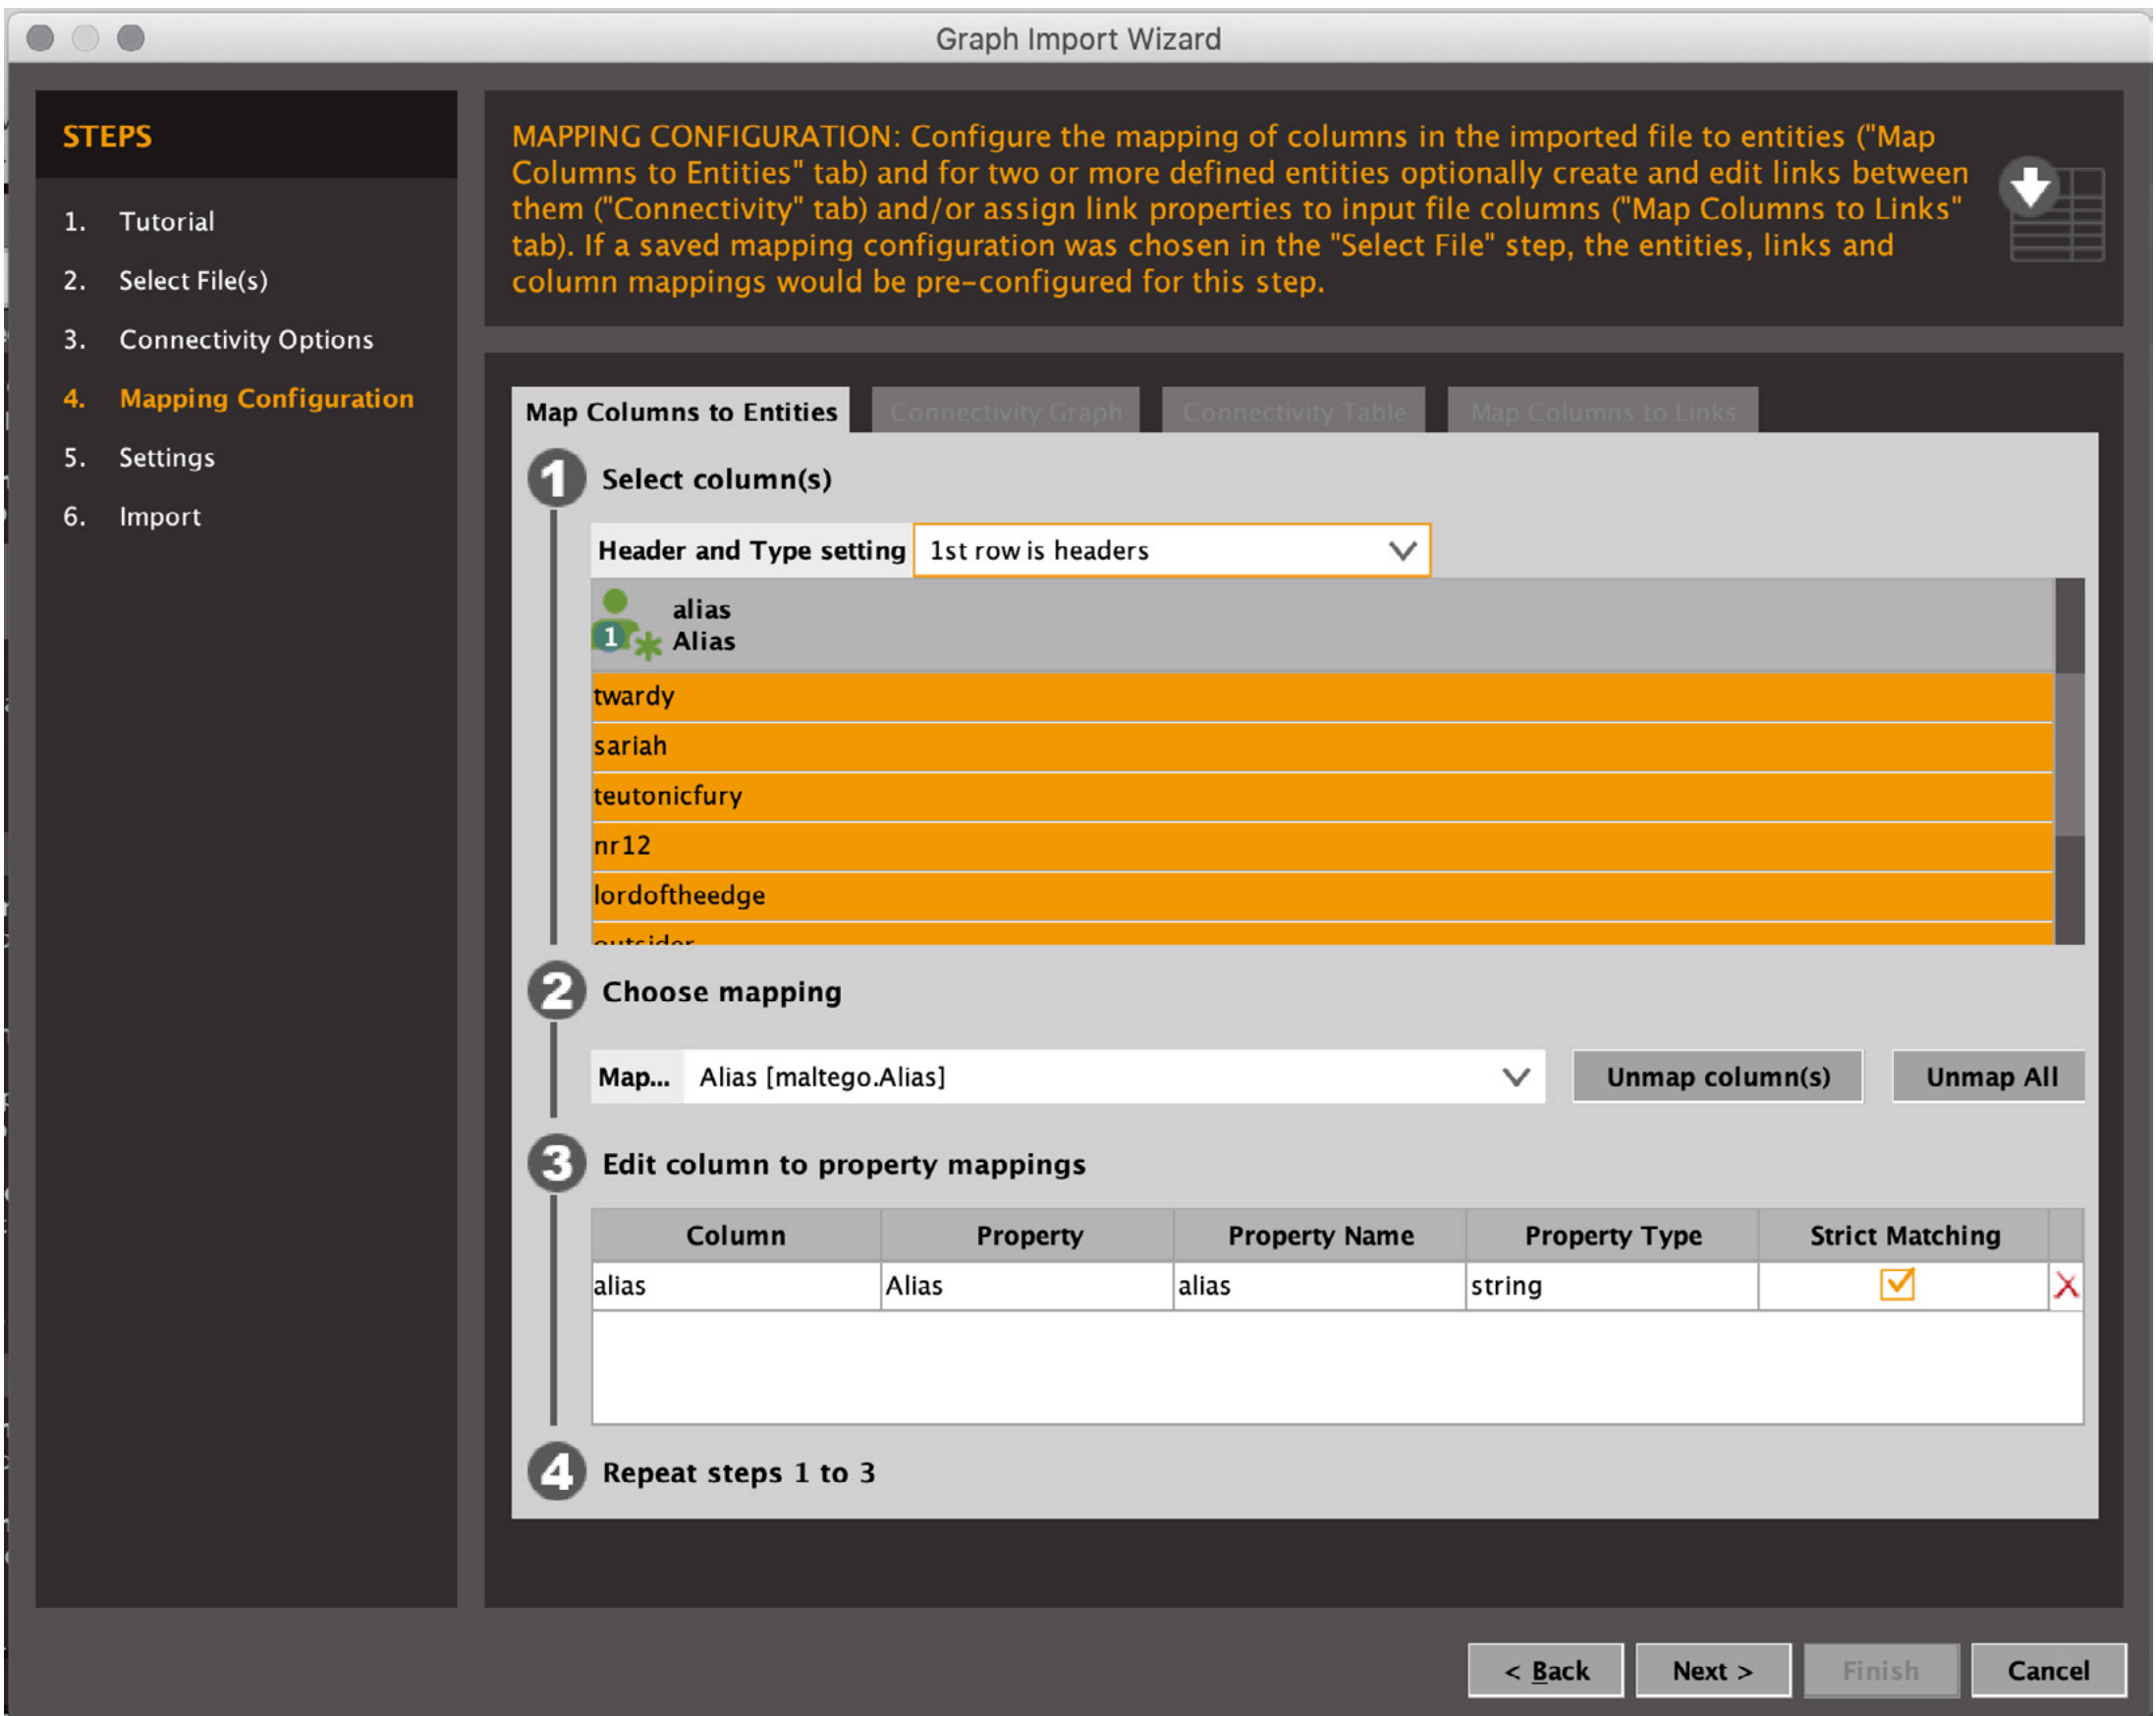 Graph Import Wizard
STEPS
1. Tutorial
2. Select File(s)
3. Connectivity Options
4. Mapping Configuration
5. Settings
6. Import
MAPPING CONFIGURATION: Configure the mapping of columns in the imported file to entities ("Map
Columns to Entities" tab) and for two or more defined entities optionally create and edit links between
them ("Connectivity" tab) and/or assign link properties to input file columns ("Map Columns to Links"
tab). If a saved mapping configuration was chosen in the "Select File" step, the entities, links and
column mappings would be pre-configured for this step.
Map Columns to Entities Connectivity Graph Connectivity Table Map Columns to Links
1 Select column(s)
Header and Type setting 1st row is headers
alias
1 Alias
twardy
sariah
teutonicfury
nr12
lordoftheedge
outsider
2 Choose mapping
Map... Alias [maltego.Alias] Unmap column(s) Unmap All
3 Edit column to property mappings
Column Property Property Name Property Type Strict Matching
alias Alias alias string
4 Repeat steps 1 to 3
< Back Next > Finish Cancel